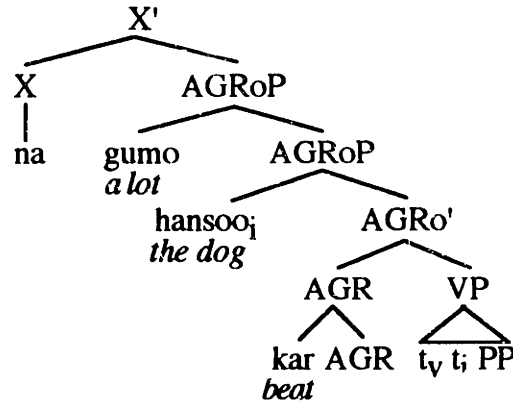 X'
X AGRoP
na gumo AGRoP
a lot
hansooi AGRo'
the dog
AGR VP
kar AGR tv ti PP
beat